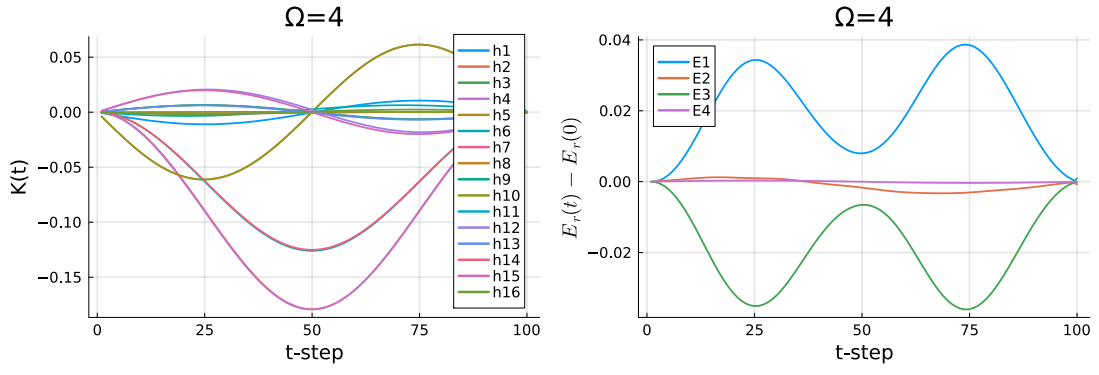 Ω=4
K(t)
0.05
0.00
−0.05
−0.10
−0.15
0
25
50
75
100
t-step
h1
h2
h3
h4
h5
h6
h7
h8
h9
h10
h11
h12
h13
h14
h15
h16
Ω=4
E_r(t) − E_r(0)
0.04
0.02
0.00
−0.02
0
25
50
75
100
t-step
E1
E2
E3
E4